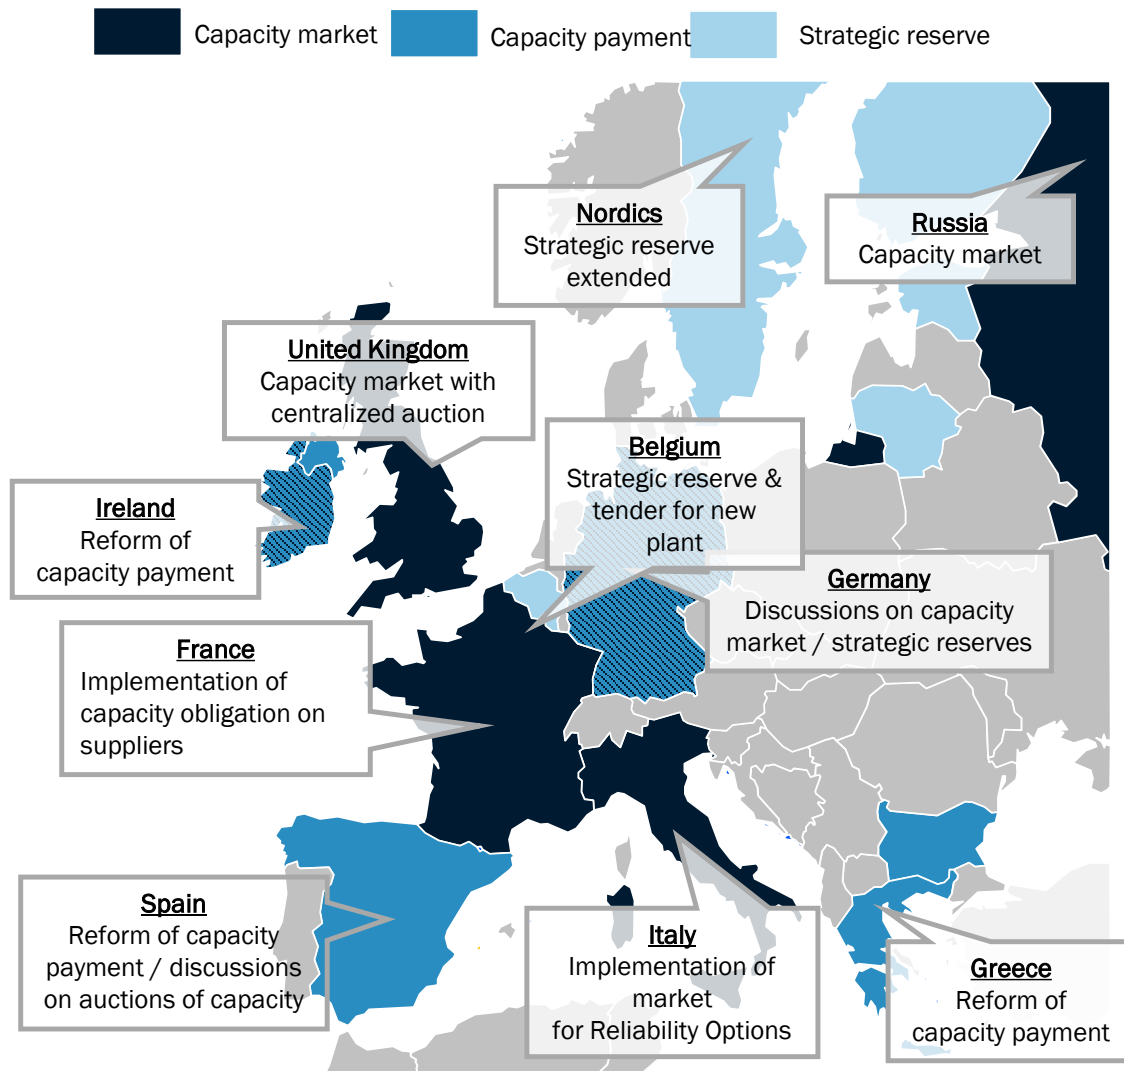 Capacity market
Capacity payment
Strategic reserve
Nordics
Strategic reserve
extended
Russia
Capacity market
United Kingdom
Capacity market with
centralized auction
Belgium
Strategic reserve &
tender for new
plant
Ireland
Reform of
capacity payment
Germany
Discussions on capacity
market / strategic reserves
France
Implementation of
capacity obligation on
suppliers
Spain
Reform of capacity
payment / discussions
on auctions of capacity
Italy
Implementation of
market
for Reliability Options
Greece
Reform of
capacity payment